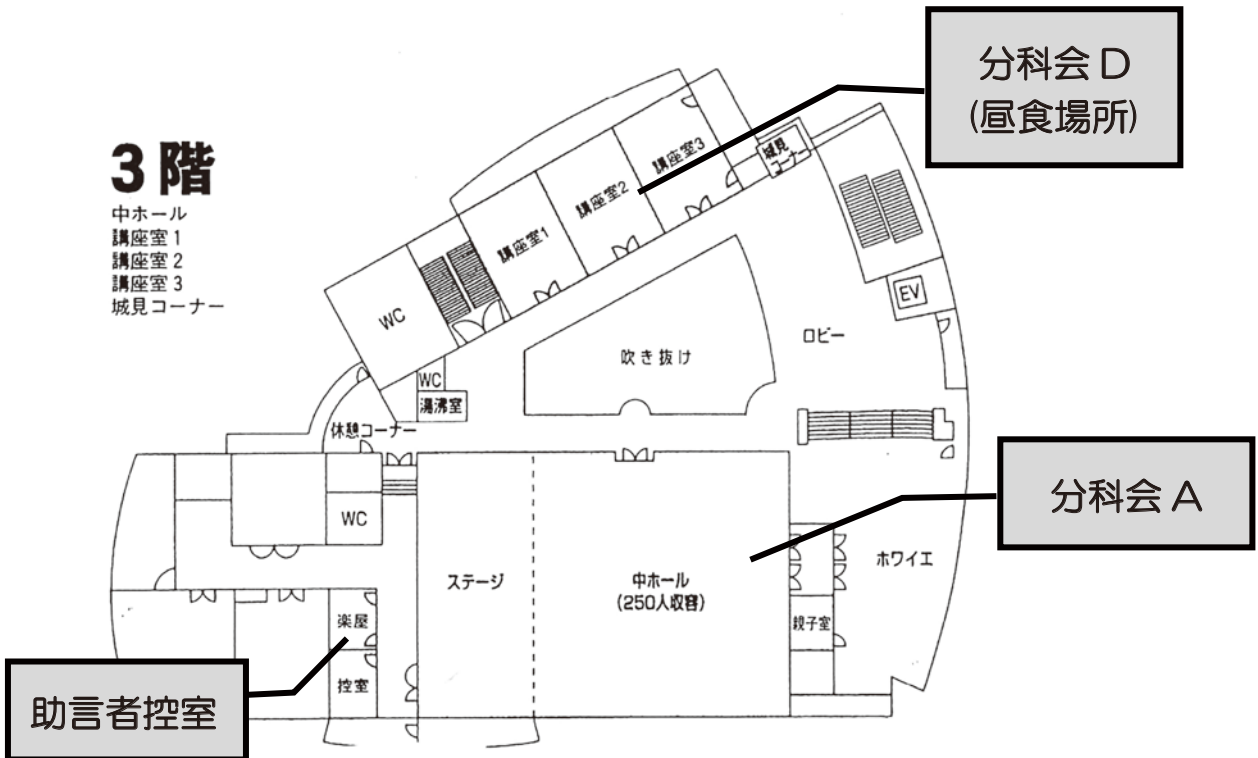 分科会 D
(昼食場所)
3階
中ホール
講座室1
講座室2
講座室3
城見コーナー
講座室3
城見
コーナー
講座室2
講座室1
WC
EV
ロビー
吹き抜け
WC
湯沸室
休憩コーナー
分科会 A
WC
ホワイエ
ステージ
中ホール
(250人収容)
楽屋
親子室
控室
助言者控室